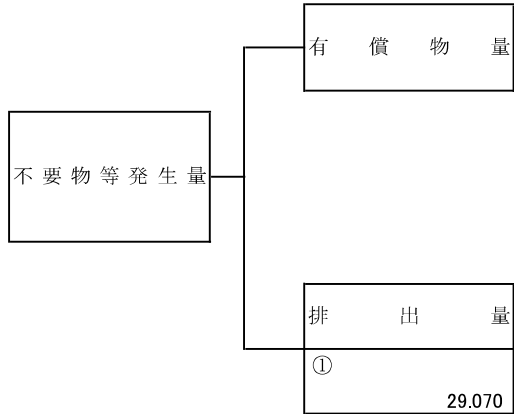 有償物量
不要物等発生量
排出量
①
29.070